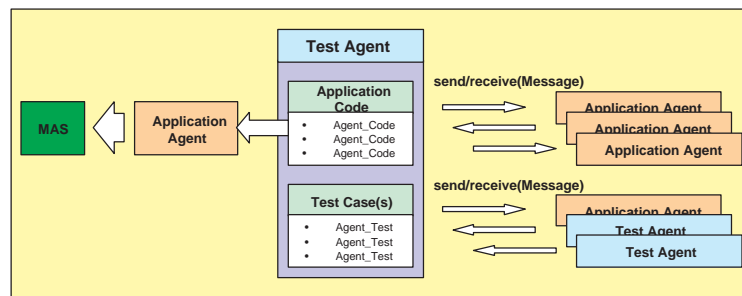 Test Agent
send/receive(Message)
Application
Code
• Agent_Code
• Agent_Code
• Agent_Code
MAS
Application
Agent
Application Agent
Application Agent
Application Agent
send/receive(Message)
Test Case(s)
• Agent_Test
• Agent_Test
• Agent_Test
Application Agent
Test Agent
Test Agent